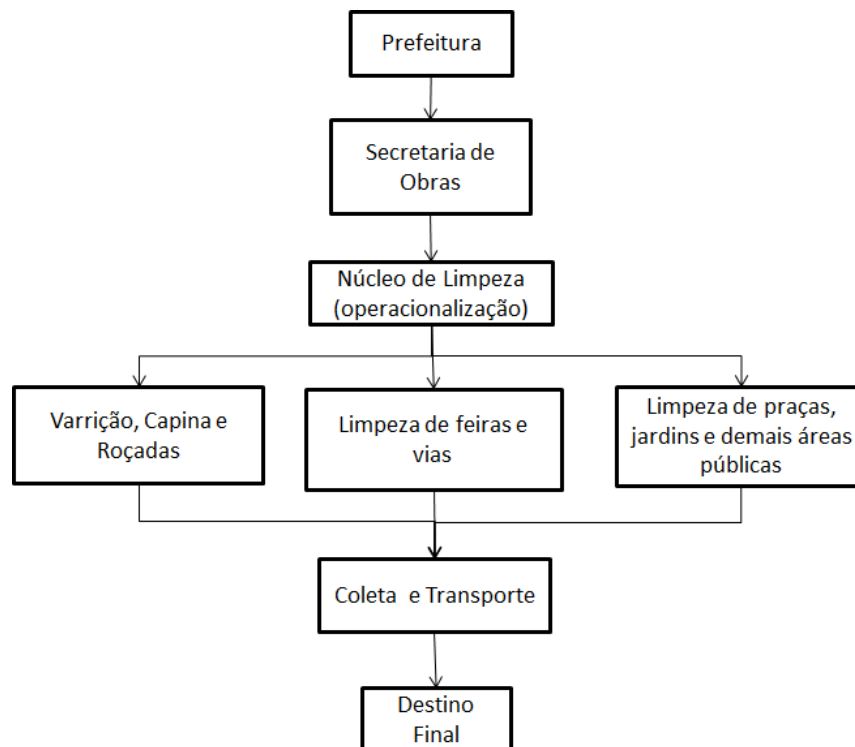 Prefeitura
Secretaria de
Obras
Núcleo de Limpeza
(operacionalização)
Varrição, Capina e
Roçadas
Limpeza de feiras e
vias
Limpeza de praças,
jardins e demais áreas
públicas
Coleta e Transporte
Destino
Final